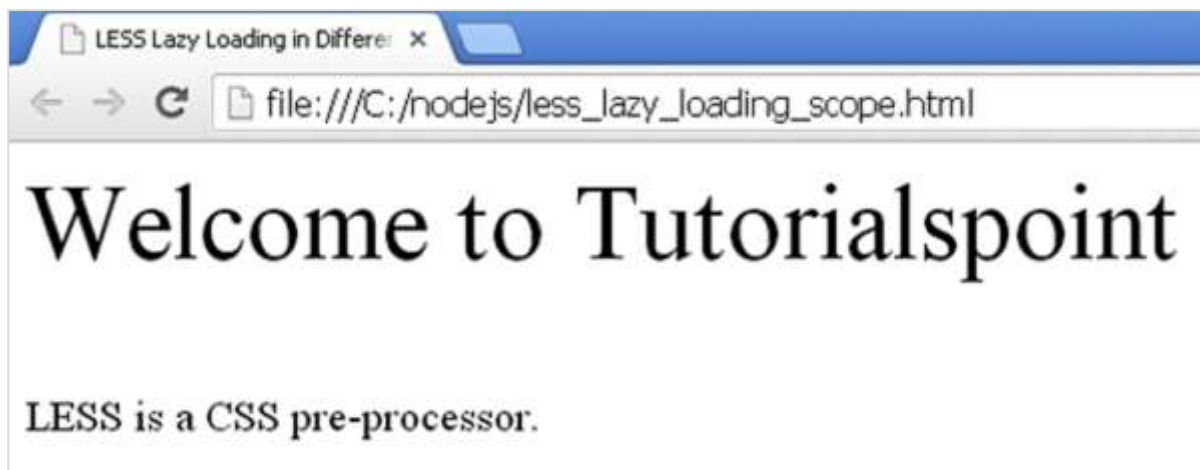 LESS Lazy Loading in Differe
file:///C:/nodejs/less_lazy_loading_scope.html
Welcome to Tutorialspoint
LESS is a CSS pre-processor.